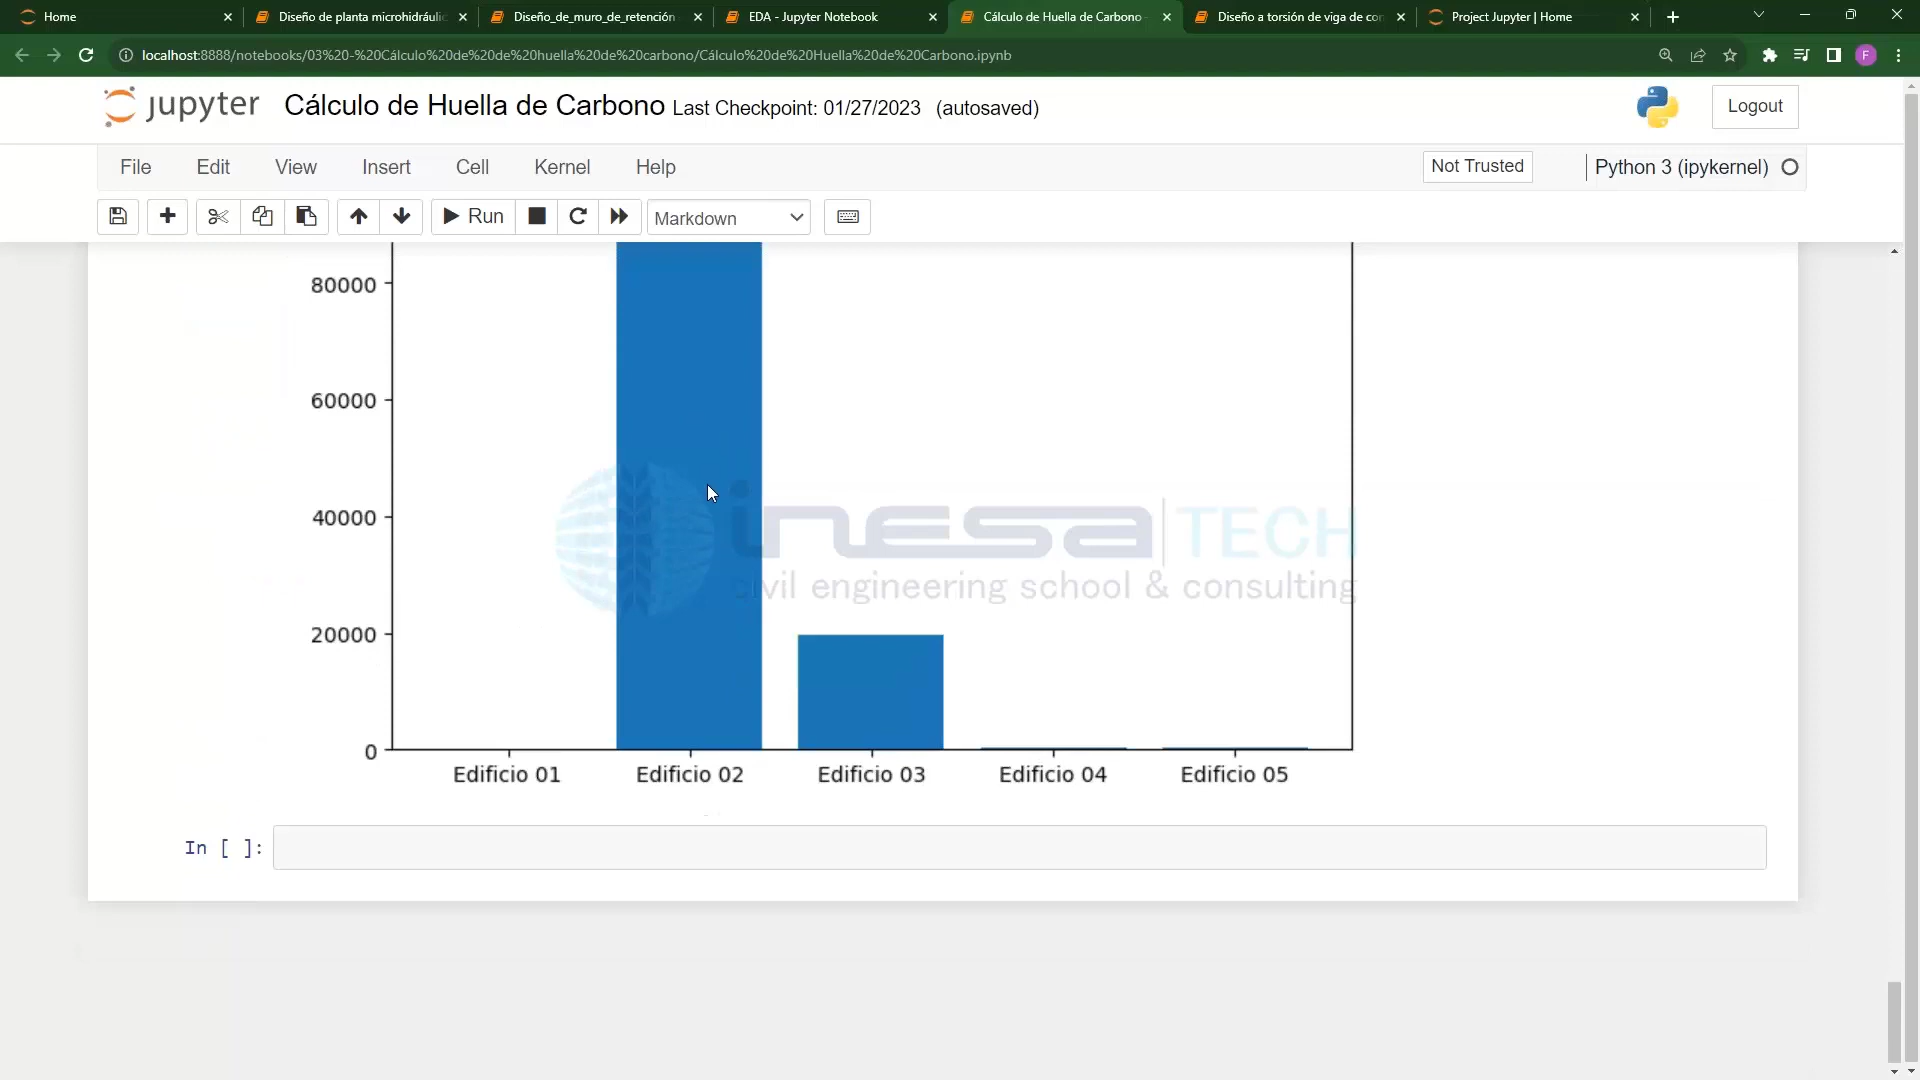 Home
Diseño de planta microhidráulic
Diseño_de_muro_de_retención
EDA - Jupyter Notebook
Cálculo de Huella de Carbono
Diseño a torsión de viga de con
Project Jupyter | Home
localhost:8888/notebooks/03%20-%20Cálculo%20de%20de%20huella%20de%20carbono/Cálculo%20de%20Huella%20de%20Carbono.ipynb
F
jupyter Cálculo de Huella de Carbono Last Checkpoint: 01/27/2023 (autosaved)
Logout
File Edit View Insert Cell Kernel Help
Not Trusted
Python 3 (ipykernel)
Run
Markdown
80000
60000
40000
20000
0
inesa|TECH
civil engineering school & consulting
Edificio 01 Edificio 02 Edificio 03 Edificio 04 Edificio 05
In [ ]: